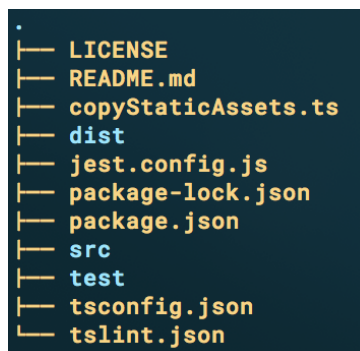 .
├── LICENSE
├── README.md
├── copyStaticAssets.ts
├── dist
├── jest.config.js
├── package-lock.json
├── package.json
├── src
├── test
├── tsconfig.json
└── tslint.json